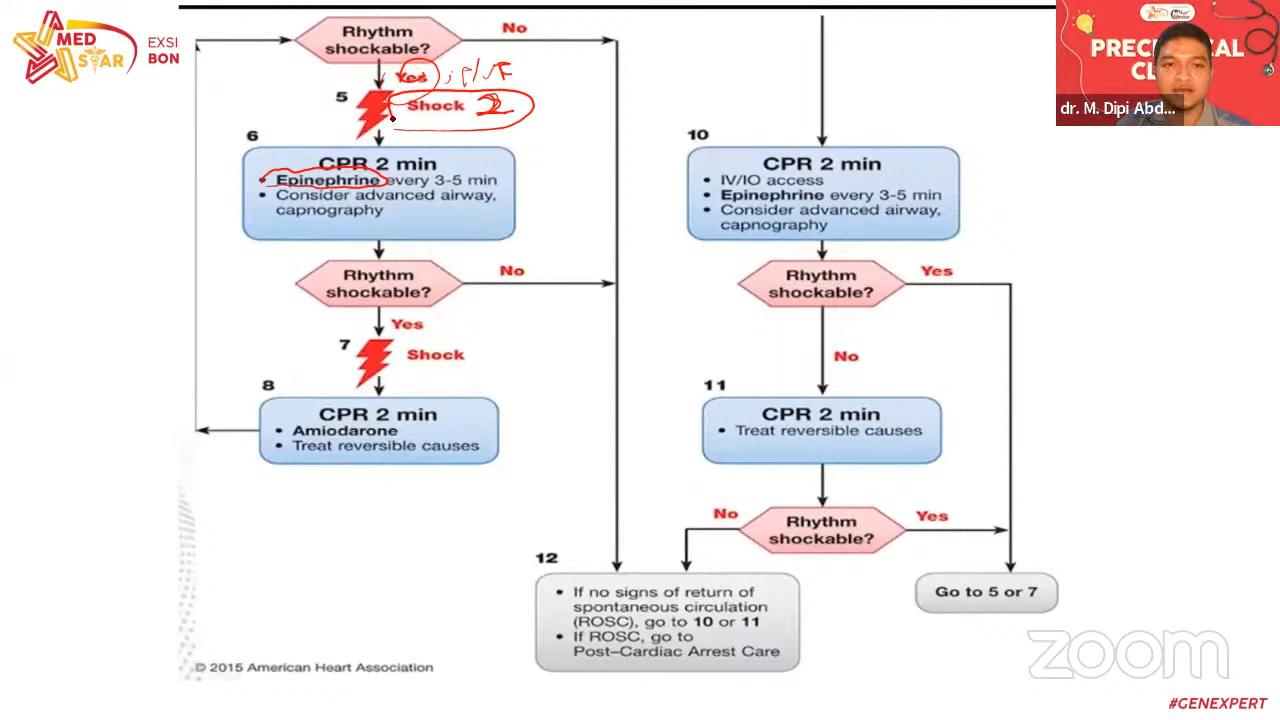 MED
STAR
EXSI
BON
Rhythm
shockable?
No
Yes
5
Shock 2
6
CPR 2 min
• Epinephrine every 3-5 min
• Consider advanced airway,
capnography
Rhythm
shockable?
No
Yes
7
Shock
8
CPR 2 min
• Amiodarone
• Treat reversible causes
10
CPR 2 min
• IV/IO access
• Epinephrine every 3-5 min
• Consider advanced airway,
capnography
Rhythm
shockable?
Yes
No
11
CPR 2 min
• Treat reversible causes
Rhythm
shockable?
No
Yes
12
• If no signs of return of
spontaneous circulation
(ROSC), go to 10 or 11
• If ROSC, go to
Post–Cardiac Arrest Care
Go to 5 or 7
© 2015 American Heart Association
dr. M. Dipi Abd...
zoom
#GENEXPERT